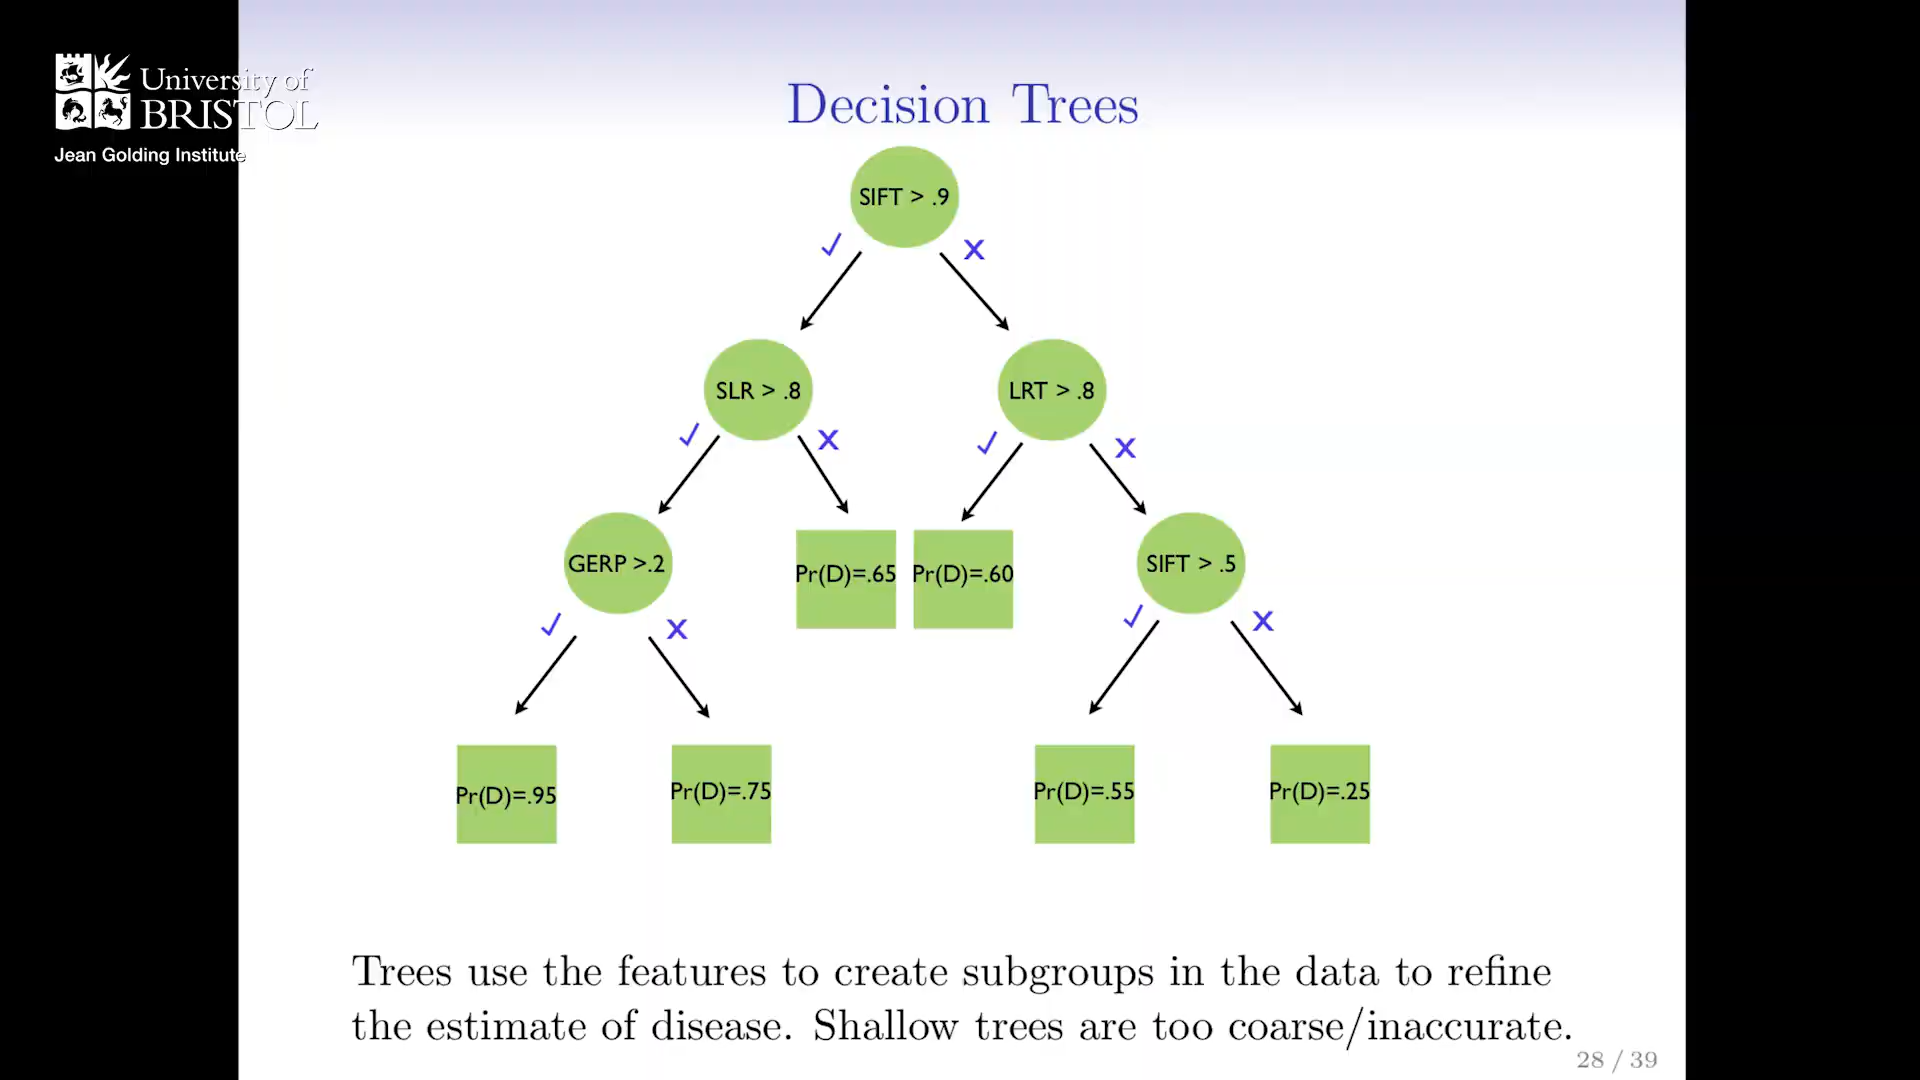 University of
BRISTOL
Jean Golding Institute
Decision Trees
SIFT > .9
✓ X
SLR > .8 LRT > .8
✓ X ✓ X
GERP >.2 Pr(D)=.65 Pr(D)=.60 SIFT > .5
✓ X ✓ X
Pr(D)=.95 Pr(D)=.75 Pr(D)=.55 Pr(D)=.25
Trees use the features to create subgroups in the data to refine
the estimate of disease. Shallow trees are too coarse/inaccurate.
28 / 39